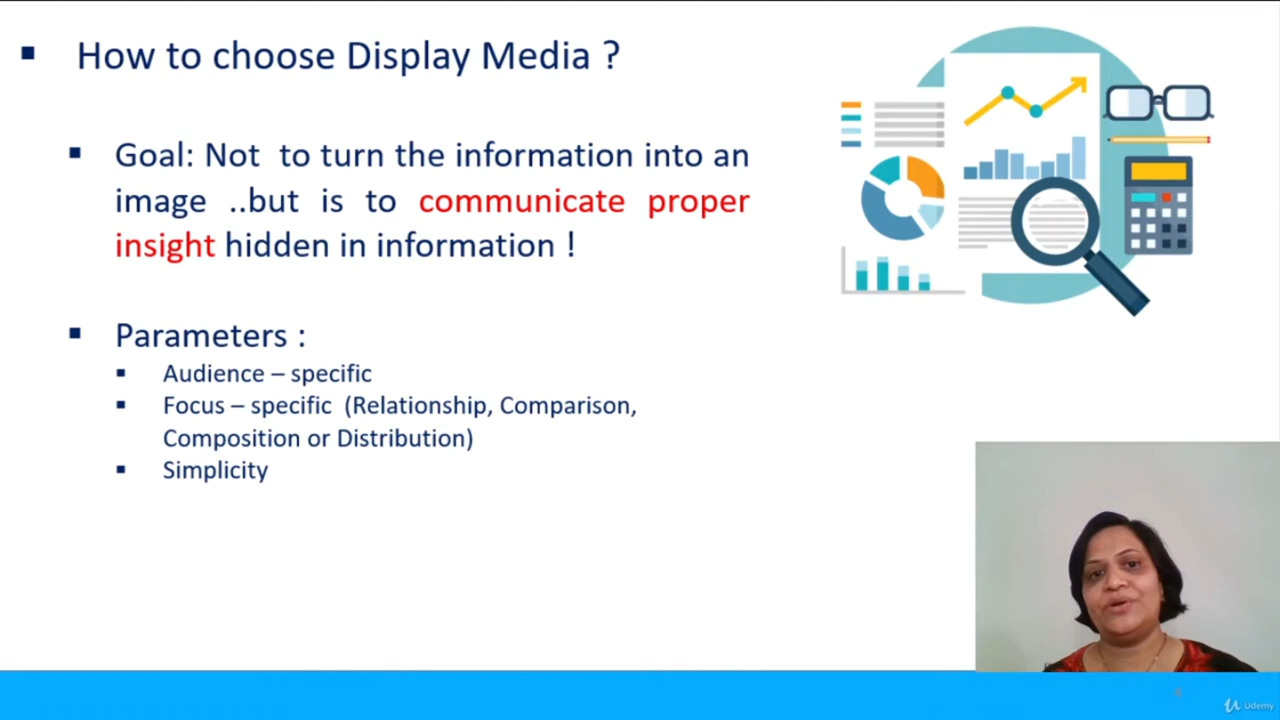 How to choose Display Media ?
Goal: Not to turn the information into an
image ..but is to communicate proper
insight hidden in information !
Parameters :
Audience – specific
Focus – specific (Relationship, Comparison,
Composition or Distribution)
Simplicity
Udemy